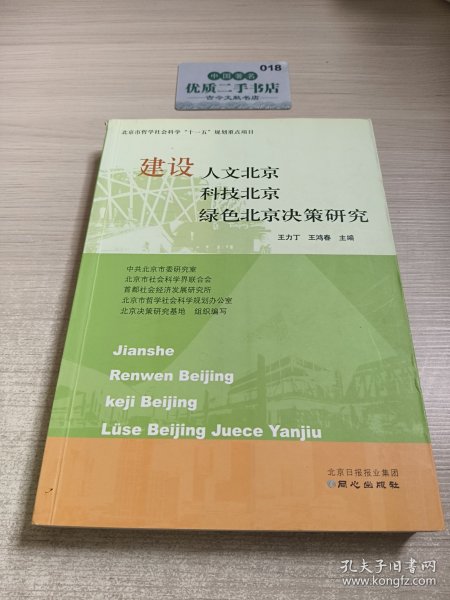 018
中国著名
优质二手书店
古今文献书店
北京市哲学社会科学“十一五”规划重点项目
建设 人文北京
科技北京
绿色北京决策研究
王力丁 王鸿春 主编
中共北京市委研究室
北京市社会科学界联合会
首都社会经济发展研究所
北京市哲学社会科学规划办公室
北京决策研究基地 组织编写
Jianshe
Renwen Beijing
keji Beijing
Lüse Beijing Juece Yanjiu
北京日报报业集团
同心出版社
孔夫子旧书网
www.kongfz.com